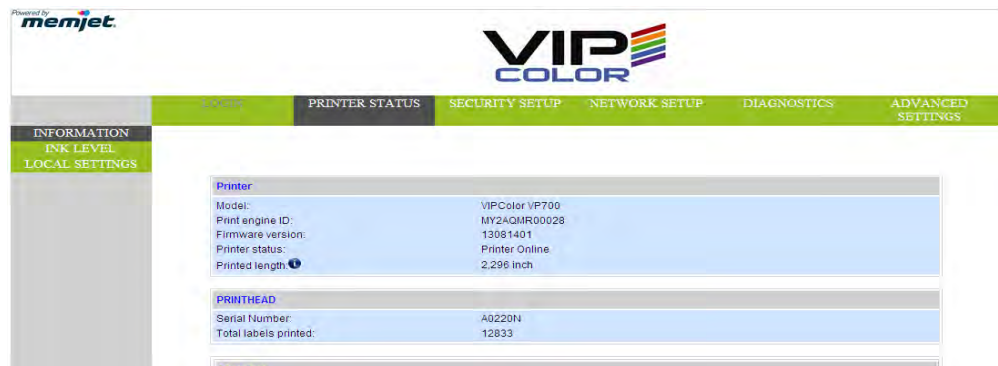 Powered by
memjet.
VIP
COLOR
LOGIN PRINTER STATUS SECURITY SETUP NETWORK SETUP DIAGNOSTICS ADVANCED
SETTINGS
INFORMATION
INK LEVEL
LOCAL SETTINGS
Printer
Model: VIPColor VP700
Print engine ID: MY2AQMR00028
Firmware version: 13081401
Printer status: Printer Online
Printed length: 2,296 inch
PRINTHEAD
Serial Number: A0220N
Total labels printed: 12833